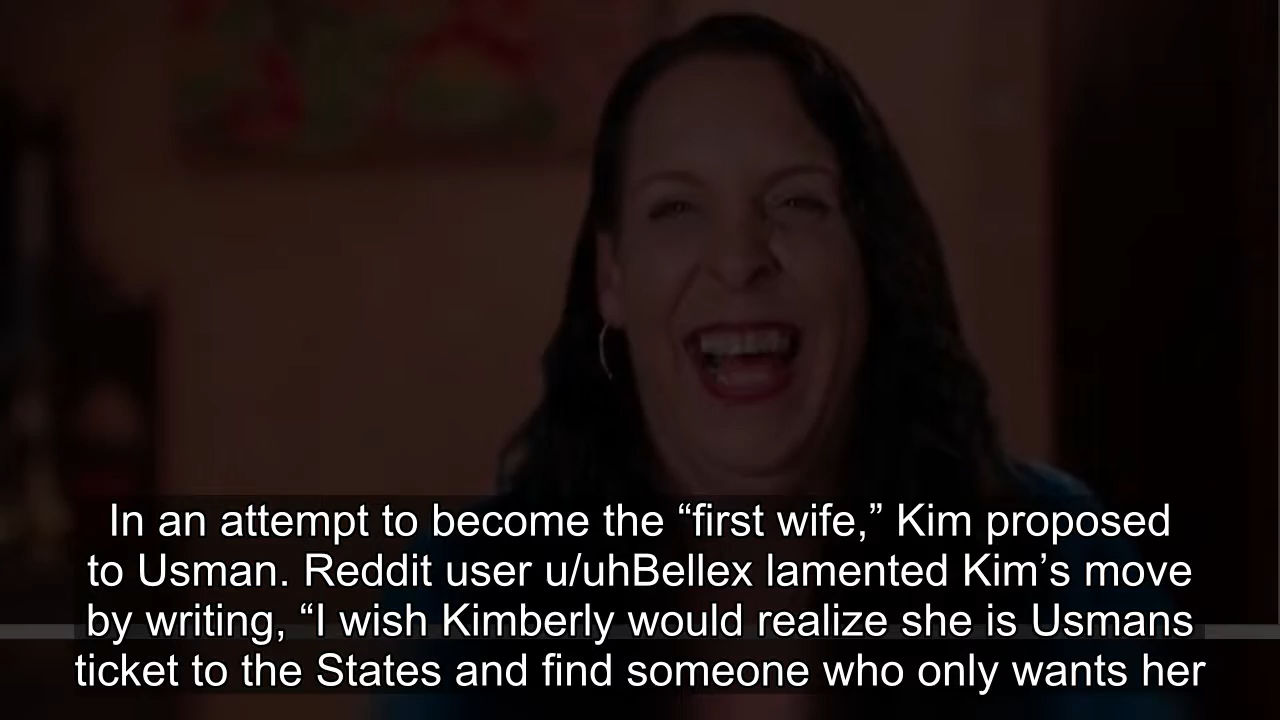 In an attempt to become the “first wife,” Kim proposed
to Usman. Reddit user u/uhBellex lamented Kim’s move
by writing, “I wish Kimberly would realize she is Usmans
ticket to the States and find someone who only wants her